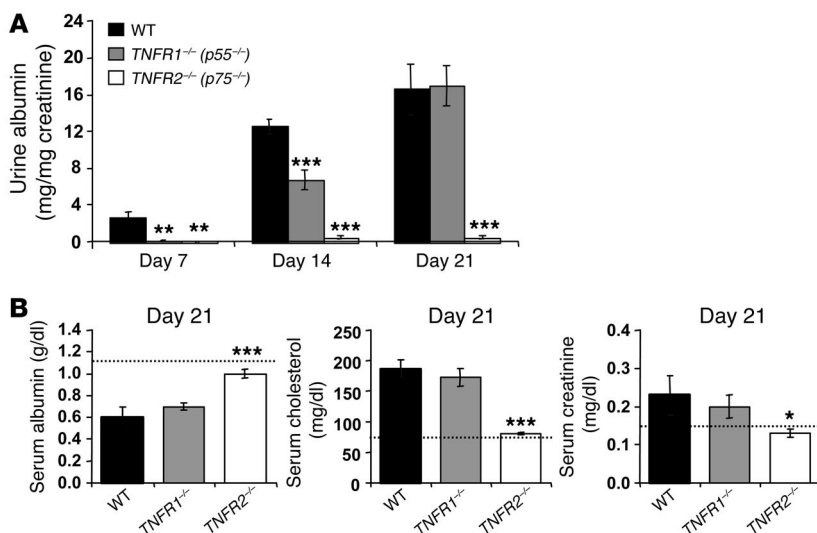 A
WT
TNFR1⁻/⁻ (p55⁻/⁻)
TNFR2⁻/⁻ (p75⁻/⁻)
Urine albumin
(mg/mg creatinine)
24
20
16
12
8
4
0
** **
*** ***
***
Day 7 Day 14 Day 21
B
Day 21
Serum albumin (g/dl)
1.4
1.2
1.0
0.8
0.6
0.4
0.2
0.0
***
WT TNFR1⁻/⁻ TNFR2⁻/⁻
Day 21
Serum cholesterol
(mg/dl)
250
200
150
100
50
0
***
WT TNFR1⁻/⁻ TNFR2⁻/⁻
Day 21
Serum creatinine
(mg/dl)
0.4
0.3
0.2
0.1
0.0
*
WT TNFR1⁻/⁻ TNFR2⁻/⁻